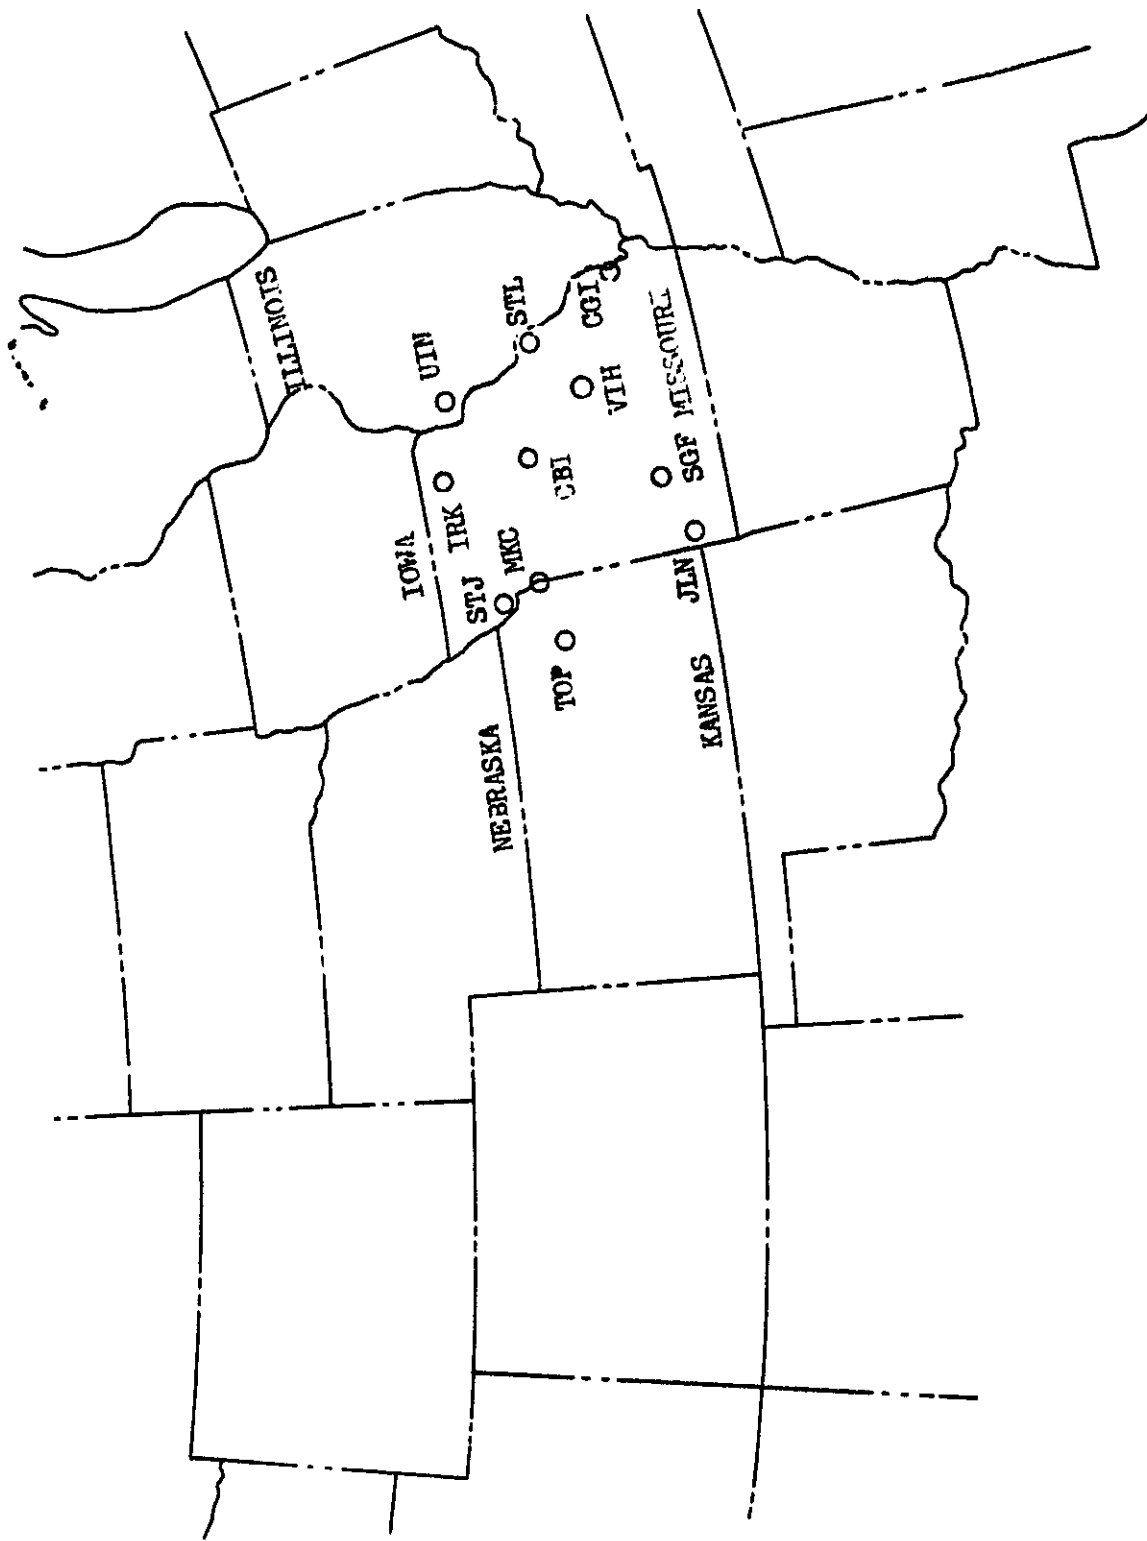 ILLINOIS
UIN
STL
CGI
IOWA
IRK
CBI
VIH
MISSOURI
STJ
MKC
SGF
NEBRASKA
TOP
JLN
KANSAS